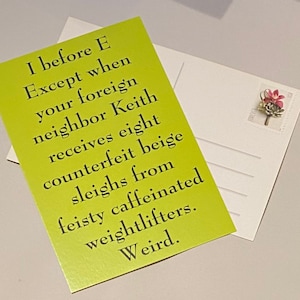 I before E
Except when
your foreign
neighbor Keith
receives eight
counterfeit beige
sleighs from
feisty caffeinated
weightlifters.
Weird.